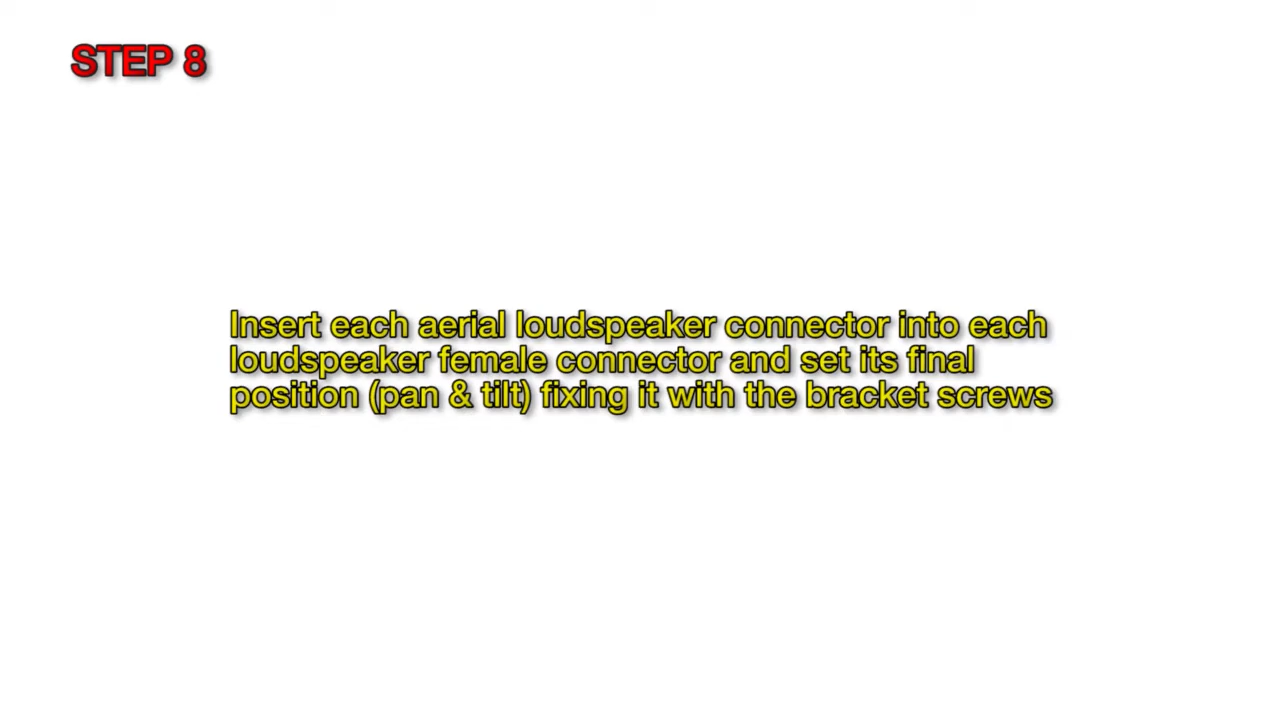 STEP 8
Insert each aerial loudspeaker connector into each
loudspeaker female connector and set its final
position (pan & tilt) fixing it with the bracket screws